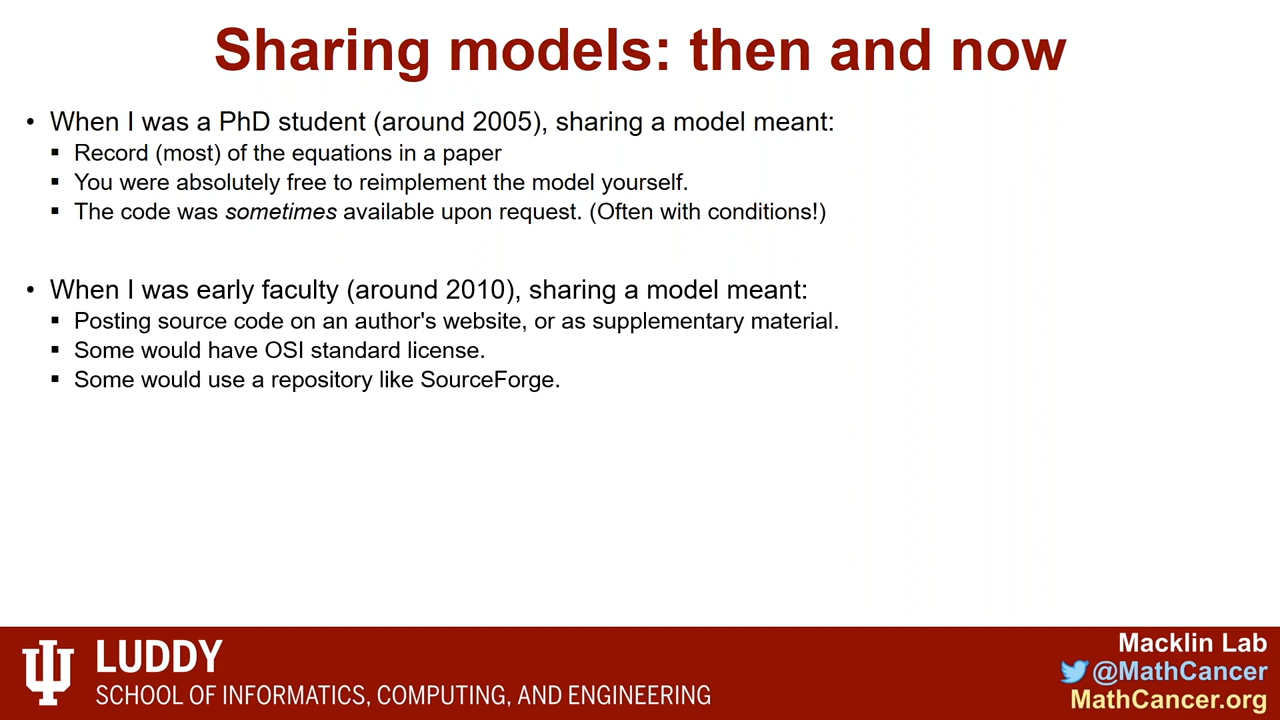 Sharing models: then and now
• When I was a PhD student (around 2005), sharing a model meant:
▪ Record (most) of the equations in a paper
▪ You were absolutely free to reimplement the model yourself.
▪ The code was sometimes available upon request. (Often with conditions!)
• When I was early faculty (around 2010), sharing a model meant:
▪ Posting source code on an author's website, or as supplementary material.
▪ Some would have OSI standard license.
▪ Some would use a repository like SourceForge.
LUDDY
SCHOOL OF INFORMATICS, COMPUTING, AND ENGINEERING
Macklin Lab
@MathCancer
MathCancer.org